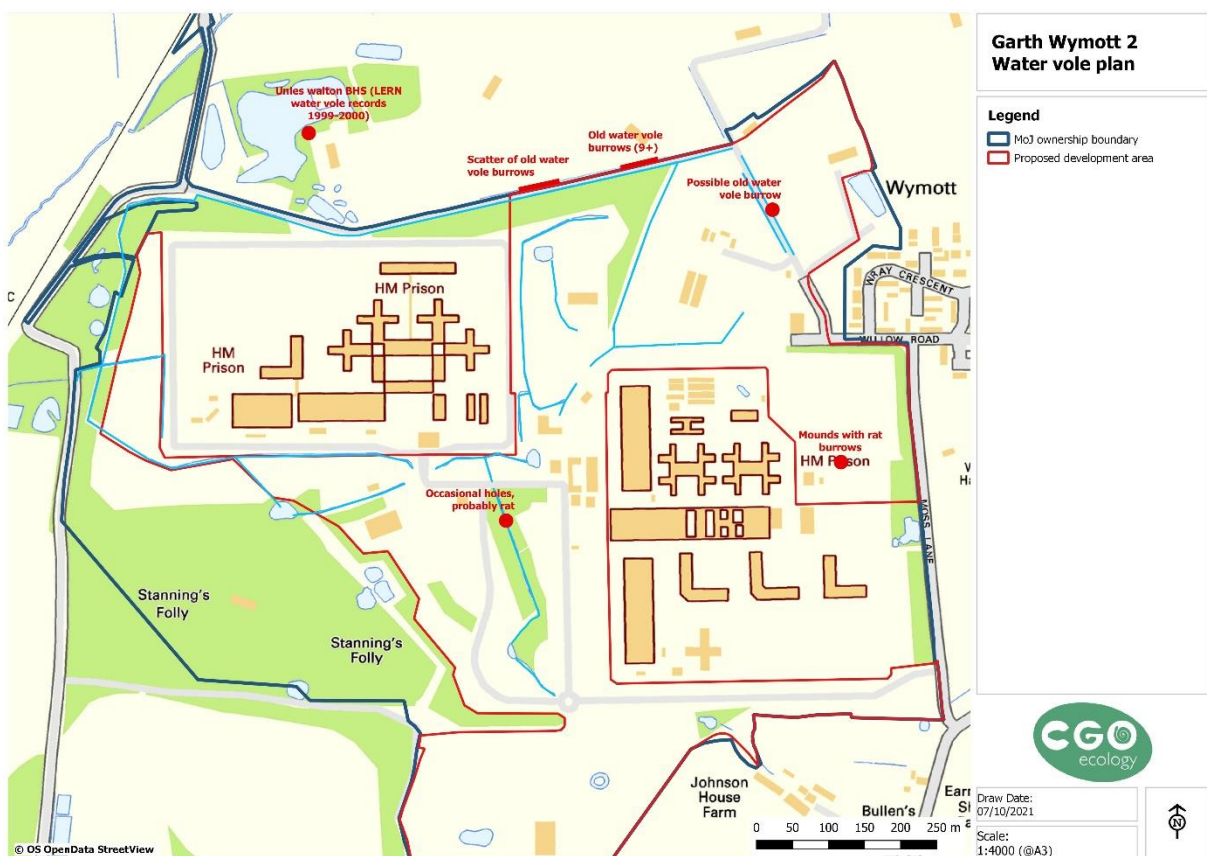 Garth Wymott 2
Water vole plan
Legend
MoJ ownership boundary
Proposed development area
Unles walton BHS (LERN
water vole records
1999-2000)
Scatter of old water
vole burrows
Old water vole
burrows (9+)
Possible old water
vole burrow
Wymott
WRAY CRESCENT
WILLOW ROAD
D
C
HM Prison
HM
Prison
Mounds with rat
burrows
HM Prison
Occasional holes,
probably rat
W
Ha
MOSS LANE
Stanning's
Folly
Stanning's
Folly
Johnson
House
Farm
Bullen's
Earn
0 50 100 150 200 250 m
© OS OpenData StreetView
CGO
ecology
Draw Date:
07/10/2021
Scale:
1:4000 (@A3)
N